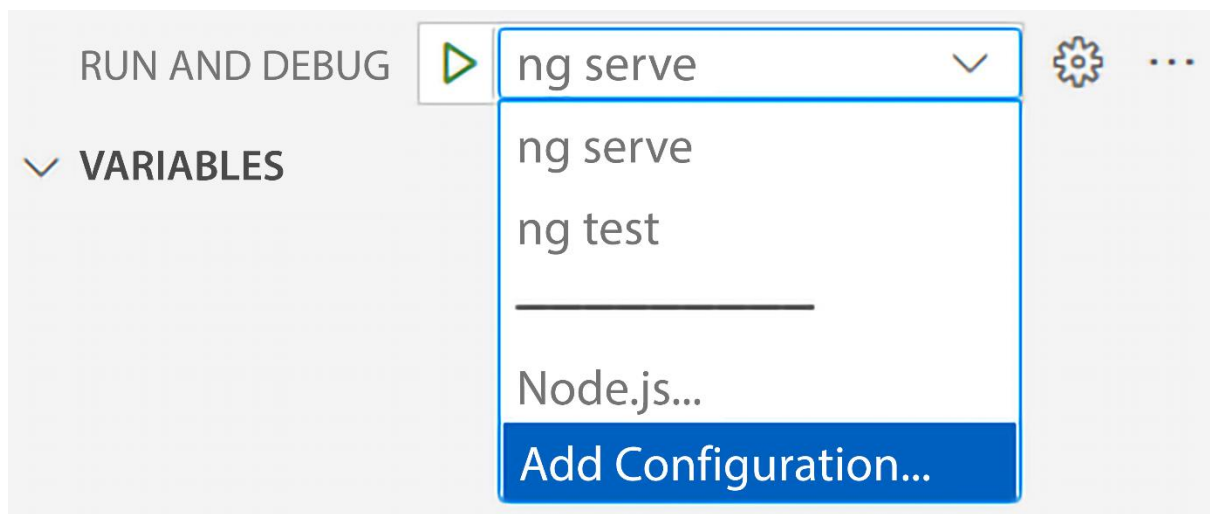 RUN AND DEBUG ng serve ...
VARIABLES
ng serve
ng test
Node.js...
Add Configuration...